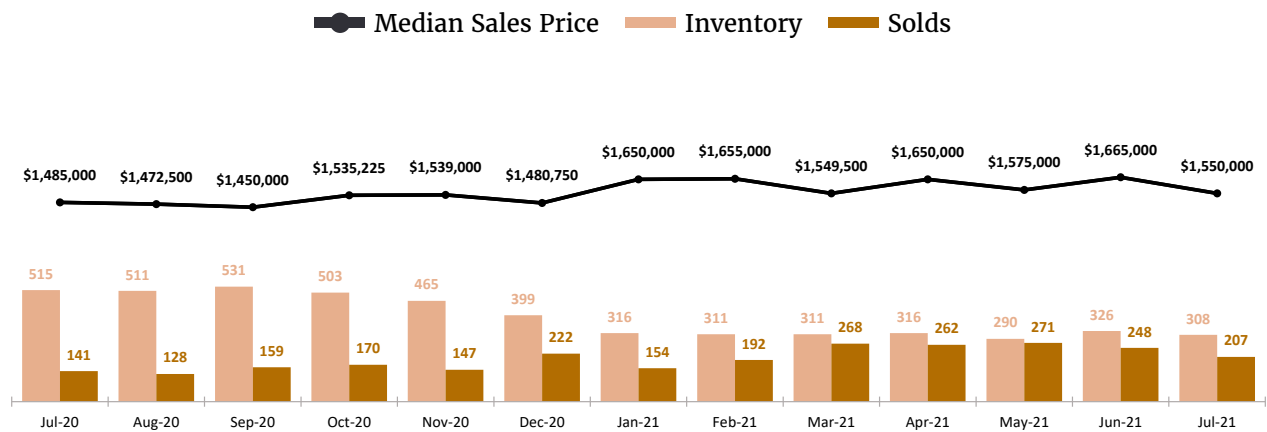 Median Sales Price Inventory Solds
$1,485,000 $1,472,500 $1,450,000 $1,535,225 $1,539,000 $1,480,750 $1,650,000 $1,655,000 $1,549,500 $1,650,000 $1,575,000 $1,665,000 $1,550,000
515 511 531 503 465 399 316 311 311 316 290 326 308
141 128 159 170 147 222 154 192 268 262 271 248 207
Jul-20 Aug-20 Sep-20 Oct-20 Nov-20 Dec-20 Jan-21 Feb-21 Mar-21 Apr-21 May-21 Jun-21 Jul-21